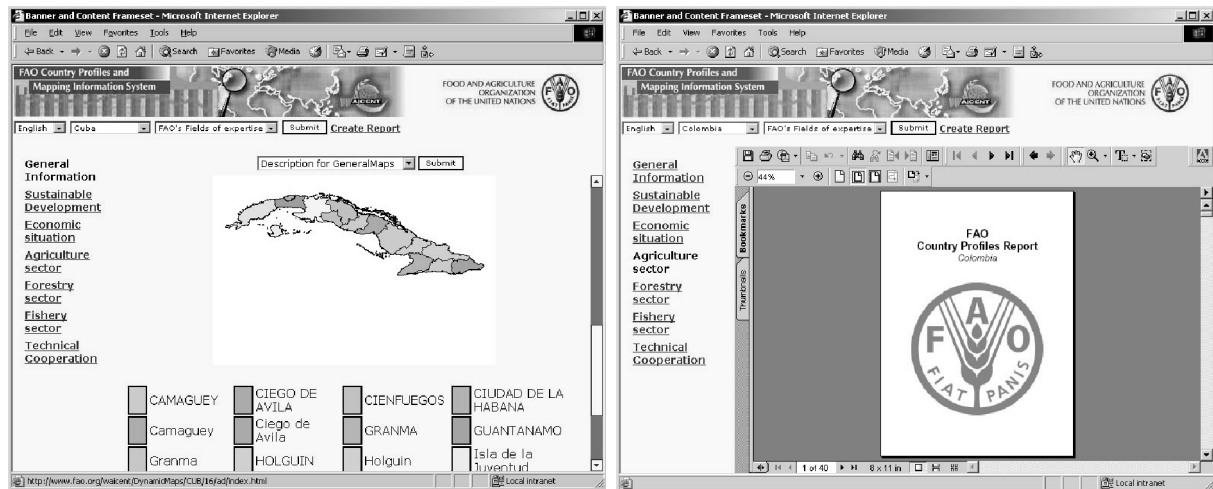 Banner and Content Frameset - Microsoft Internet Explorer
File Edit View Favorites Tools Help
Back Search Favorites Media
FAO Country Profiles and
Mapping Information System
WAICENT
FOOD AND AGRICULTURE
ORGANIZATION
OF THE UNITED NATIONS
FAO
FIAT PANIS
English Cuba FAO's Fields of expertise Submit Create Report
General
Information
Sustainable
Development
Economic
situation
Agriculture
sector
Forestry
sector
Fishery
sector
Technical
Cooperation
Description for GeneralMaps Submit
CAMAGUEY CIEGO DE AVILA CIENFUEGOS CIUDAD DE LA HABANA
Camaguey Ciego de Avila GRANMA GUANTANAMO
Granma HOLGUIN Holguin Isla de la Juventud
http://www.fao.org/waicent/DynamicMaps/CUB/16/ad/index.html Local intranet
Banner and Content Frameset - Microsoft Internet Explorer
File Edit View Favorites Tools Help
Back Search Favorites Media
FAO Country Profiles and
Mapping Information System
WAICENT
FOOD AND AGRICULTURE
ORGANIZATION
OF THE UNITED NATIONS
FAO
FIAT PANIS
English Colombia FAO's Fields of expertise Submit Create Report
General
Information
Sustainable
Development
Economic
situation
Agriculture
sector
Forestry
sector
Fishery
sector
Technical
Cooperation
44%
Bookmarks
Thumbnails
FAO
Country Profiles Report
Colombia
FAO
FIAT PANIS
1 of 40 8 x 11 in
Local intranet